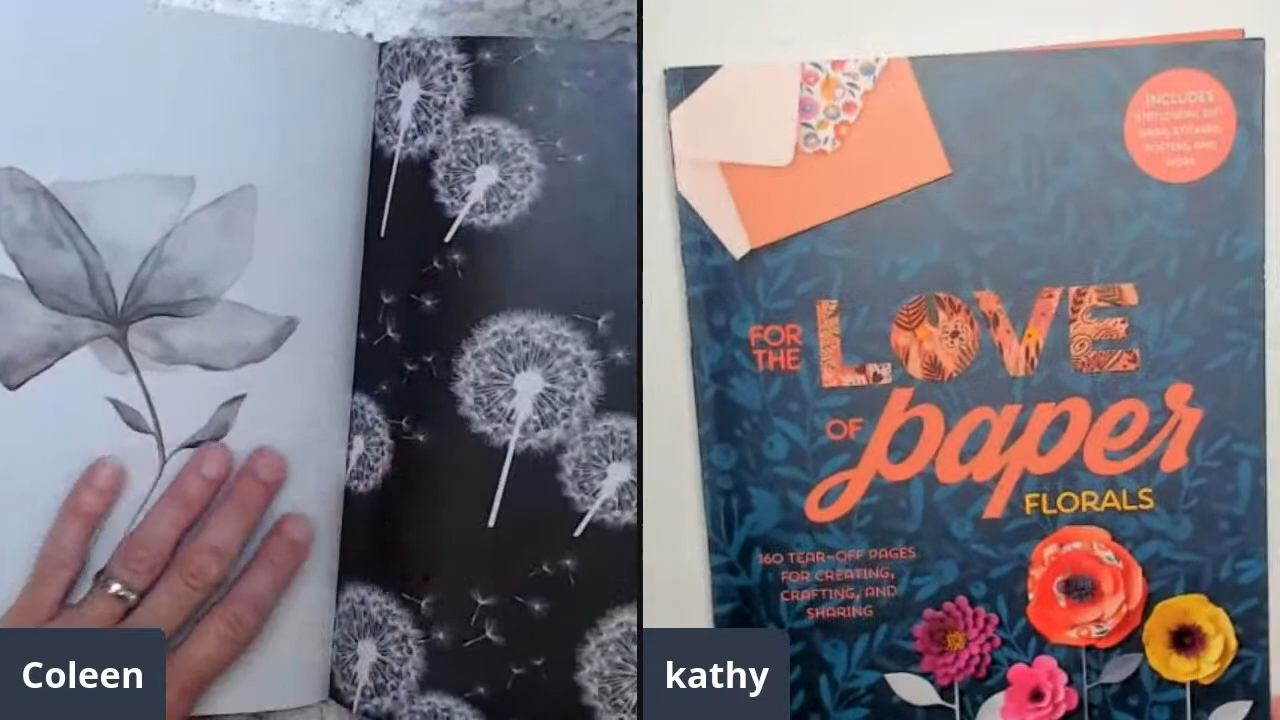 INCLUDES
FOR
THE
LOVE
OF
paper
FLORALS
160 TEAR-OFF PAGES
FOR CREATING,
CRAFTING, AND
SHARING
Coleen
kathy